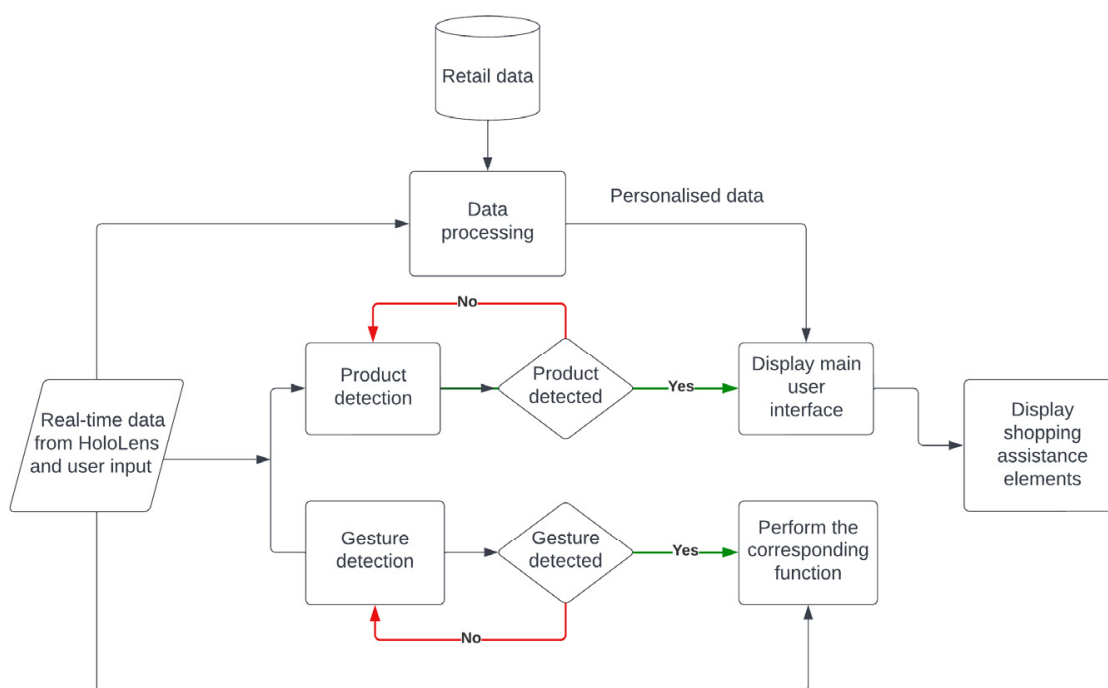 Retail data
Data
processing
Personalised data
No
Product
detection
Product
detected
Yes
Display main
user
interface
Real-time data
from HoloLens
and user input
Display
shopping
assistance
elements
Gesture
detection
Gesture
detected
Yes
Perform the
corresponding
function
No